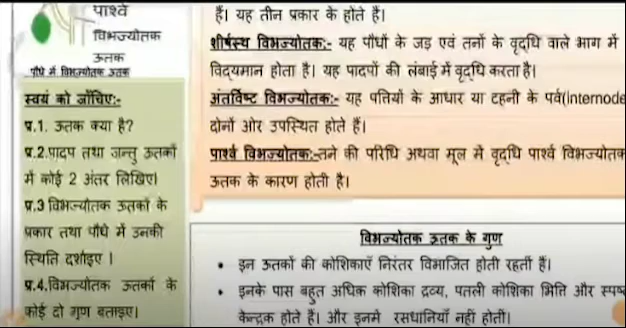 पार्श्व
विभज्योतक
ऊतक
पौधे में विभज्योतक ऊतक
स्वयं को जाँचिए:-
प्र.1. ऊतक क्या है?
प्र.2.पादप तथा जन्तु ऊतकों
में कोई 2 अंतर लिखिए।
प्र.3 विभज्योतक ऊतकों के
प्रकार तथा पौधे में उनकी
स्थिति दर्शाइए ।
प्र.4.विभज्योतक ऊतकों के
कोई दो गुण बताइए।
हैं। यह तीन प्रकार के होते हैं।
शीर्षस्थ विभज्योतक:- यह पौधों के जड़ एवं तनों के वृद्धि वाले भाग में
विद्यमान होता है। यह पादपों की लंबाई में वृद्धि करता है।
अंतर्विष्ट विभज्योतक:- यह पतियों के आधार या टहनी के पर्व(internode
दोनों ओर उपस्थित होते हैं।
पार्श्व विभज्योतक:-तने की परिधि अथवा मूल में वृद्धि पार्श्व विभज्योतक
ऊतक के कारण होती है।
विभज्योतक ऊतक के गुण
• इन ऊतकों की कोशिकाएँ निरंतर विभाजित होती रहतीं हैं।
• इनके पास बहुत अधिक कोशिका द्रव्य, पतली कोशिका भिति और स्पष्
केन्द्रक होते हैं। और इनमे रसधानियाँ नहीं होती।